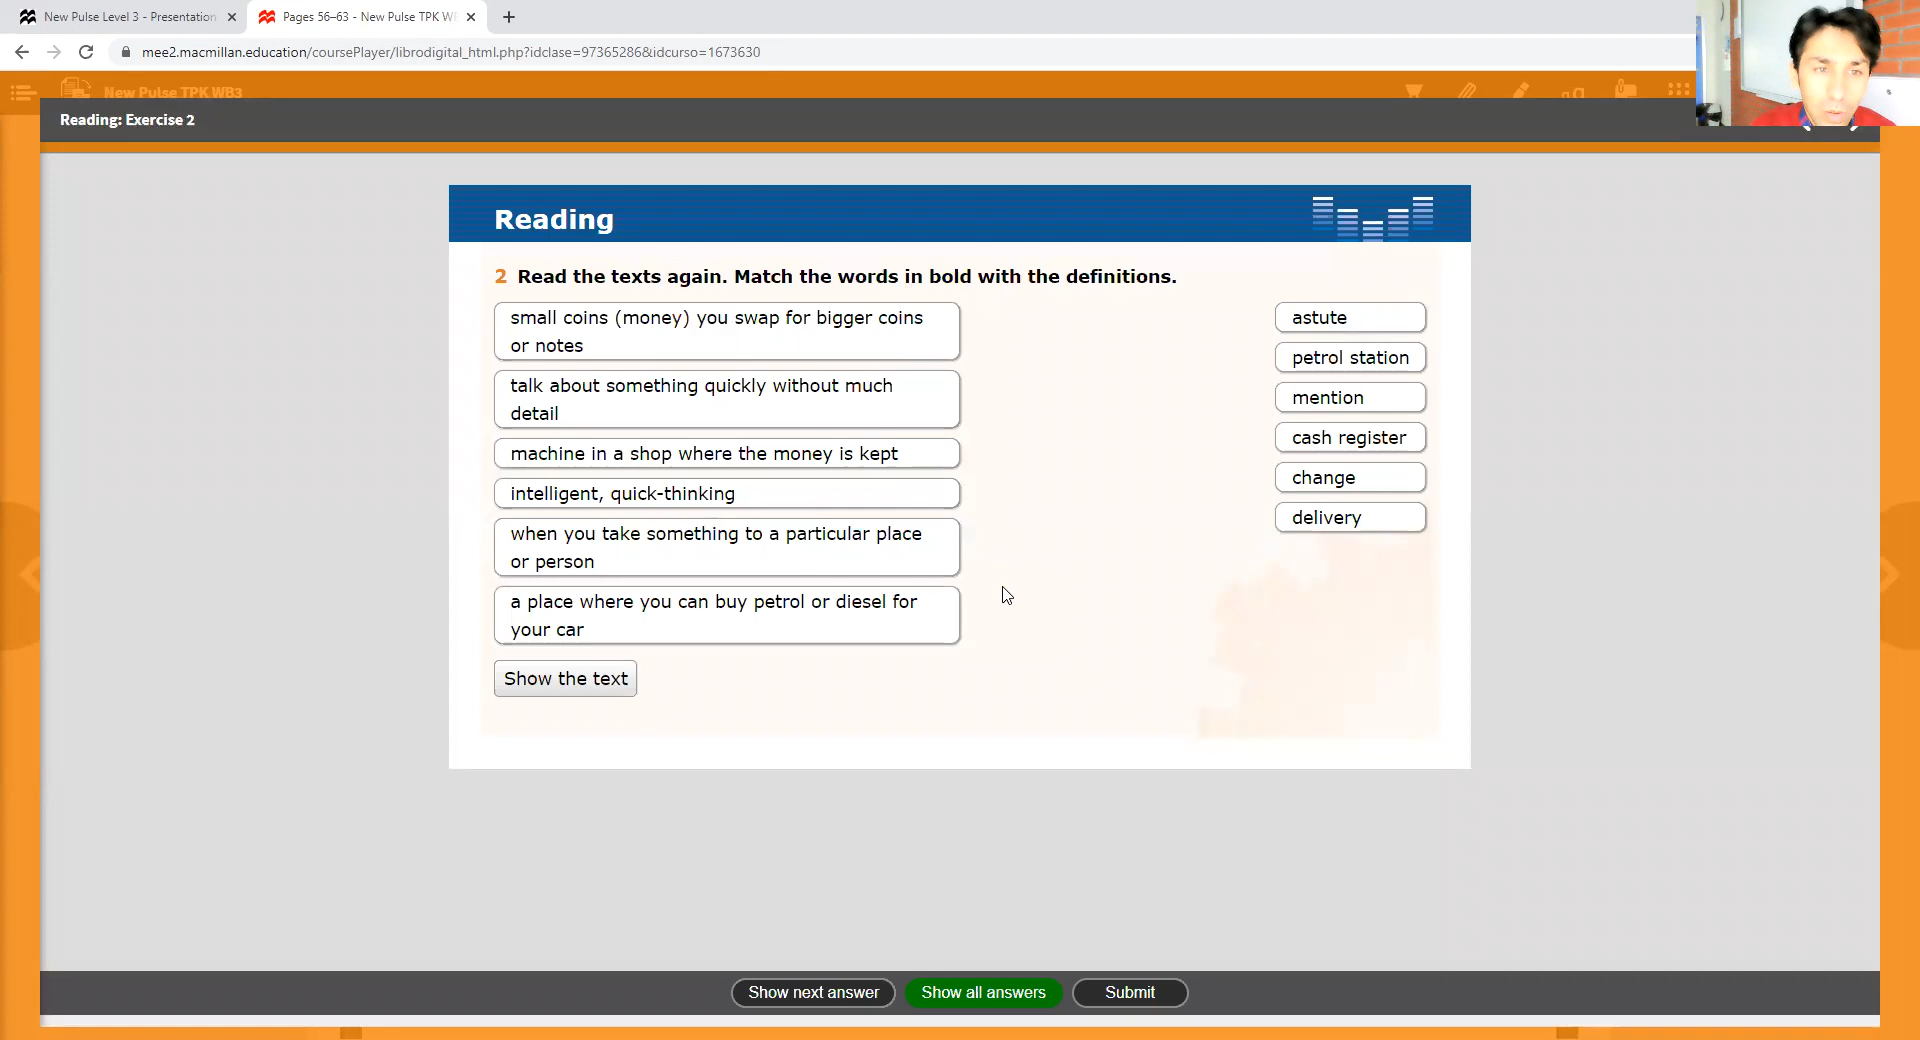 New Pulse Level 3 - Presentation
Pages 56–63 - New Pulse TPK WB
mee2.macmillan.education/coursePlayer/librodigital_html.php?idclase=97365286&idcurso=1673630
New Pulse TPK WB3
Reading: Exercise 2
Reading
2 Read the texts again. Match the words in bold with the definitions.
small coins (money) you swap for bigger coins
or notes
talk about something quickly without much
detail
machine in a shop where the money is kept
intelligent, quick-thinking
when you take something to a particular place
or person
a place where you can buy petrol or diesel for
your car
astute
petrol station
mention
cash register
change
delivery
Show the text
Show next answer
Show all answers
Submit